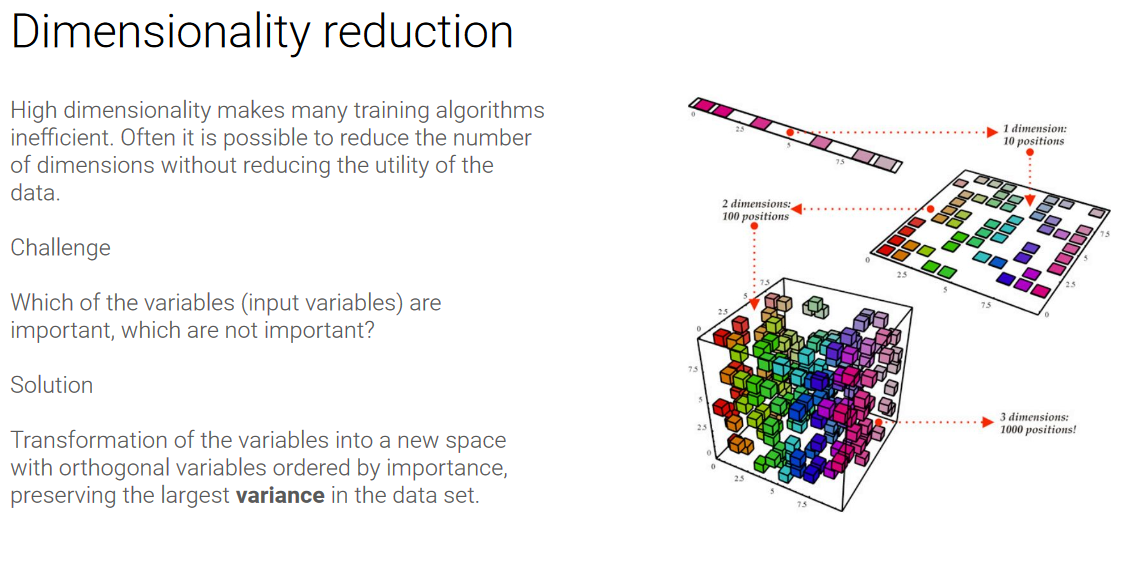 Dimensionality reduction
High dimensionality makes many training algorithms
inefficient. Often it is possible to reduce the number
of dimensions without reducing the utility of the
data.
Challenge
Which of the variables (input variables) are
important, which are not important?
Solution
Transformation of the variables into a new space
with orthogonal variables ordered by importance,
preserving the largest variance in the data set.
0
2.5
5
7.5
1 dimension:
10 positions
2 dimensions:
100 positions
0
2.5
5
7.5
0
2.5
5
7.5
7.5
5
2.5
0
7.5
5
2.5
0
0
2.5
5
7.5
3 dimensions:
1000 positions!